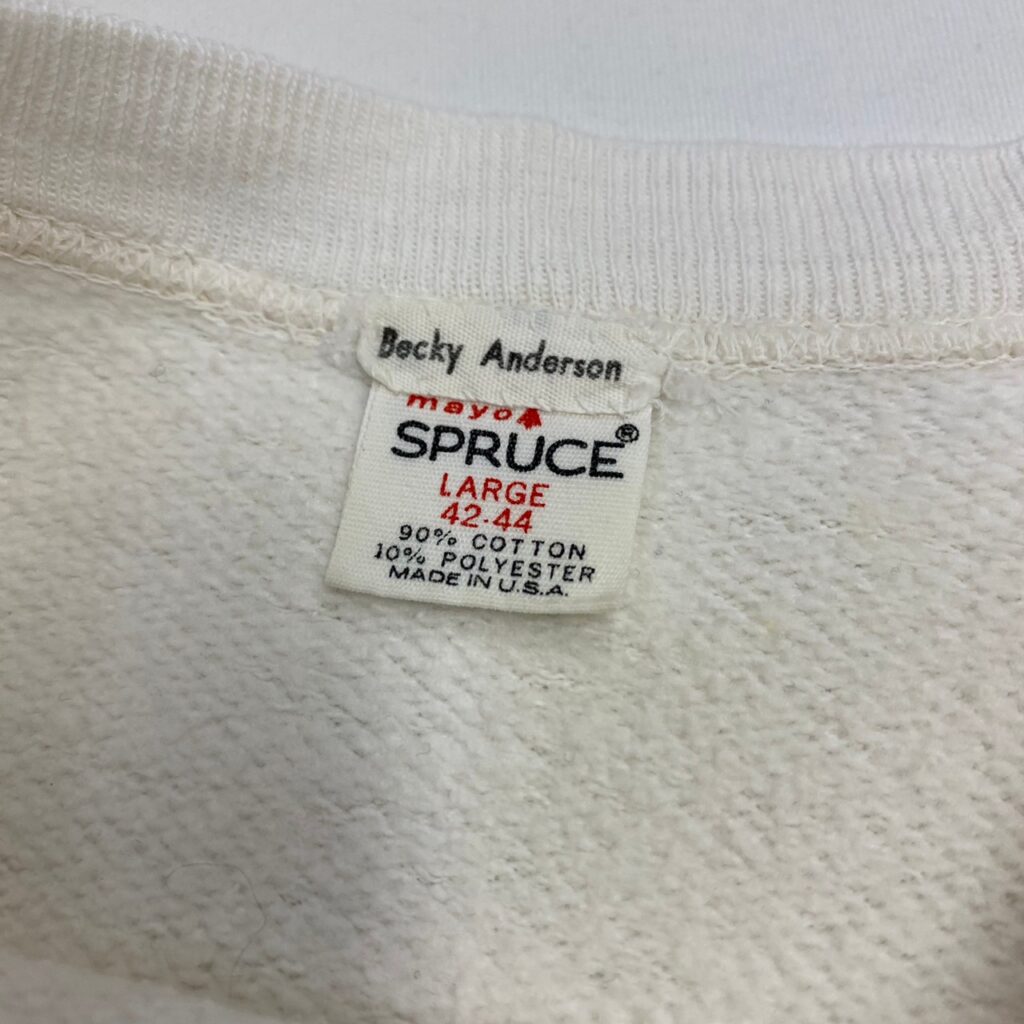 Becky Anderson
mayo
SPRUCE®
LARGE
42-44
90% COTTON
10% POLYESTER
MADE IN U.S.A.